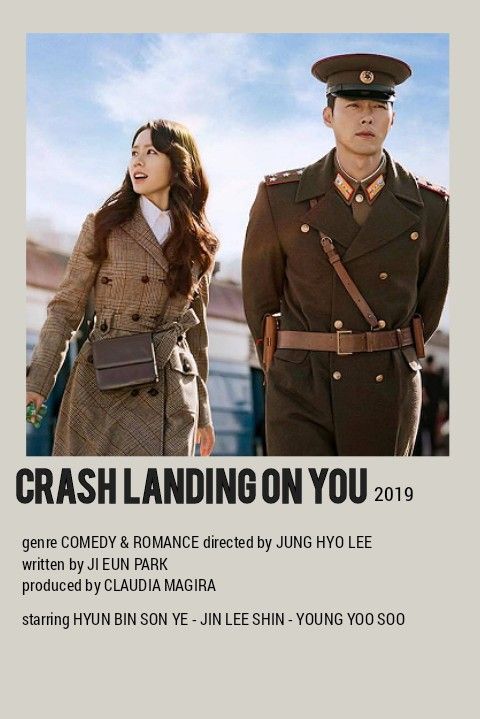 CRASH LANDING ON YOU 2019
genre COMEDY & ROMANCE directed by JUNG HYO LEE
written by JI EUN PARK
produced by CLAUDIA MAGIRA
starring HYUN BIN SON YE - JIN LEE SHIN - YOUNG YOO SOO